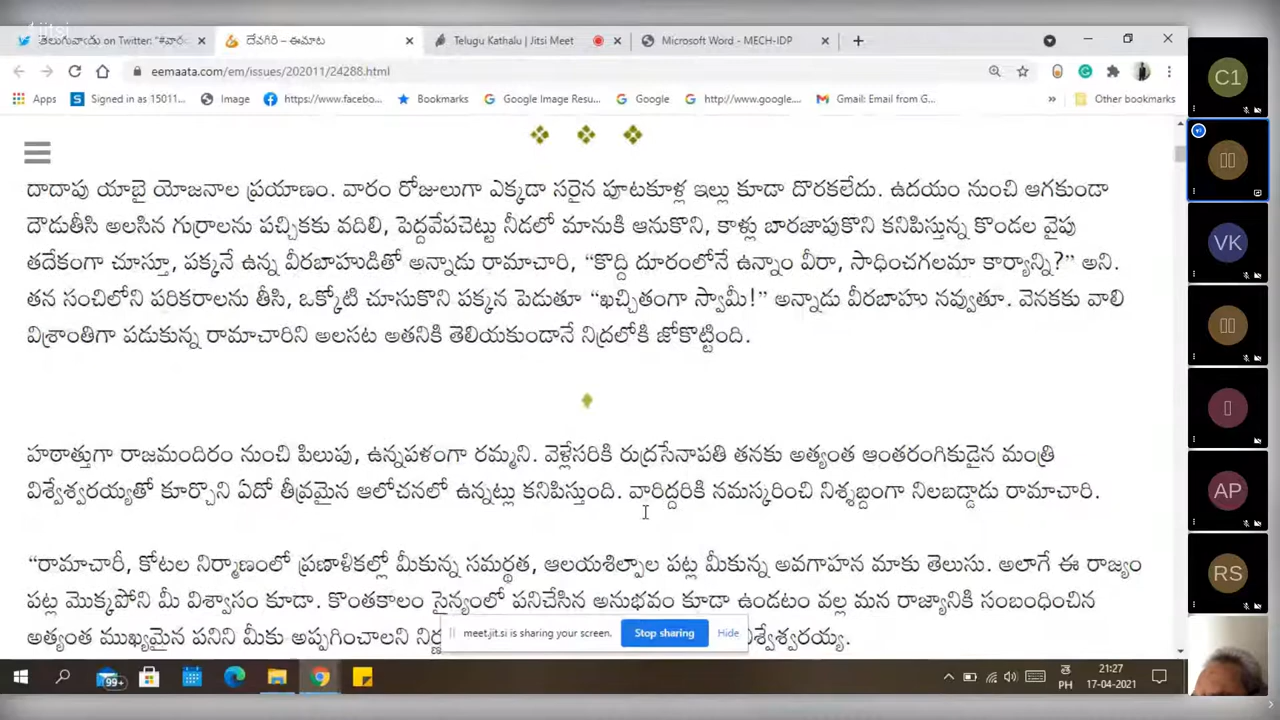 jitsi
తెలుగువాడు on Twitter: "#వార
దేవగిరి – ఈమాట
Telugu Kathalu | Jitsi Meet
Microsoft Word - MECH-IDP
eemaata.com/em/issues/202011/24288.html
Apps
Signed in as 15011...
Image
https://www.facebo...
Bookmarks
Google Image Resu...
Google
http://www.google....
Gmail: Email from G...
»
Other bookmarks
దాదాపు యాభై యోజనాల ప్రయాణం. వారం రోజులుగా ఎక్కడా సరైన పూటకూళ్ల ఇల్లు కూడా దొరకలేదు. ఉదయం నుంచి ఆగకుండా
దౌడుతీసి అలసిన గుర్రాలను పచ్చికకు వదిలి, పెద్దవేపచెట్టు నీడలో మానుకి ఆనుకొని, కాళ్లు బారజాపుకొని కనిపిస్తున్న కొండల వైపు
తదేకంగా చూస్తూ, పక్కనే ఉన్న వీరబాహుడితో అన్నాడు రామాచారి, “కొద్ది దూరంలోనే ఉన్నాం వీరా, సాధించగలమా కార్యాన్ని?” అని.
తన సంచిలోని పరికరాలను తీసి, ఒక్కోటి చూసుకొని పక్కన పెడుతూ “ఖచ్చితంగా స్వామీ!” అన్నాడు వీరబాహు నవ్వుతూ. వెనకకు వాలి
విశ్రాంతిగా పడుకున్న రామాచారిని అలసట అతనికి తెలియకుండానే నిద్రలోకి జోకొట్టింది.
హఠాత్తుగా రాజమందిరం నుంచి పిలుపు, ఉన్నపళంగా రమ్మని. వెళ్లేసరికి రుద్రసేనాపతి తనకు అత్యంత ఆంతరంగికుడైన మంత్రి
విశ్వేశ్వరయ్యతో కూర్చొని ఏదో తీవ్రమైన ఆలోచనలో ఉన్నట్లు కనిపిస్తుంది. వారిద్దరికి నమస్కరించి నిశ్శబ్దంగా నిలబడ్డాడు రామాచారి.
“రామాచారీ, కోటల నిర్మాణంలో ప్రణాళికల్లో మీకున్న సమర్థత, ఆలయశిల్పాల పట్ల మీకున్న అవగాహన మాకు తెలుసు. అలాగే ఈ రాజ్యం
పట్ల మొక్కపోని మీ విశ్వాసం కూడా. కొంతకాలం సైన్యంలో పనిచేసిన అనుభవం కూడా ఉండటం వల్ల మన రాజ్యానికి సంబంధించిన
అత్యంత ముఖ్యమైన పనిని మీకు అప్పగించాలని
meet.jit.si is sharing your screen.
Stop sharing
Hide
C1
VK
AP
RS
99+
తె
PH
21:27
17-04-2021